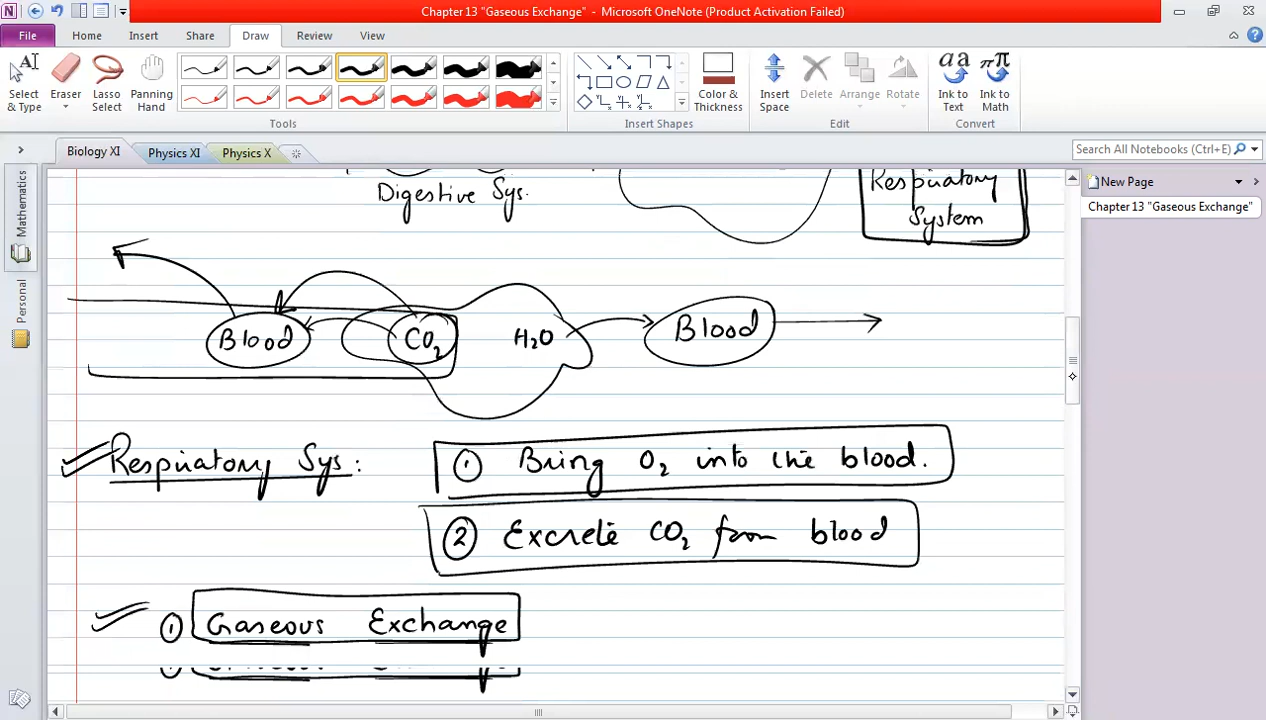 Chapter 13 "Gaseous Exchange" - Microsoft OneNote (Product Activation Failed)
File Home Insert Share Draw Review View
Select & Type Eraser Lasso Select Panning Hand Color & Thickness Insert Space Delete Arrange Rotate Ink to Text Ink to Math
Tools Insert Shapes Edit Convert
Biology XI Physics XI Physics X Search All Notebooks (Ctrl+E)
New Page
Chapter 13 "Gaseous Exchange"
Mathematics
Personal
Digestive Sys.
Respiratory
System
Blood CO2 H2O Blood
Respiratory Sys: ① Bring O2 into the blood.
② Excrete CO2 from blood
① Gaseous Exchange